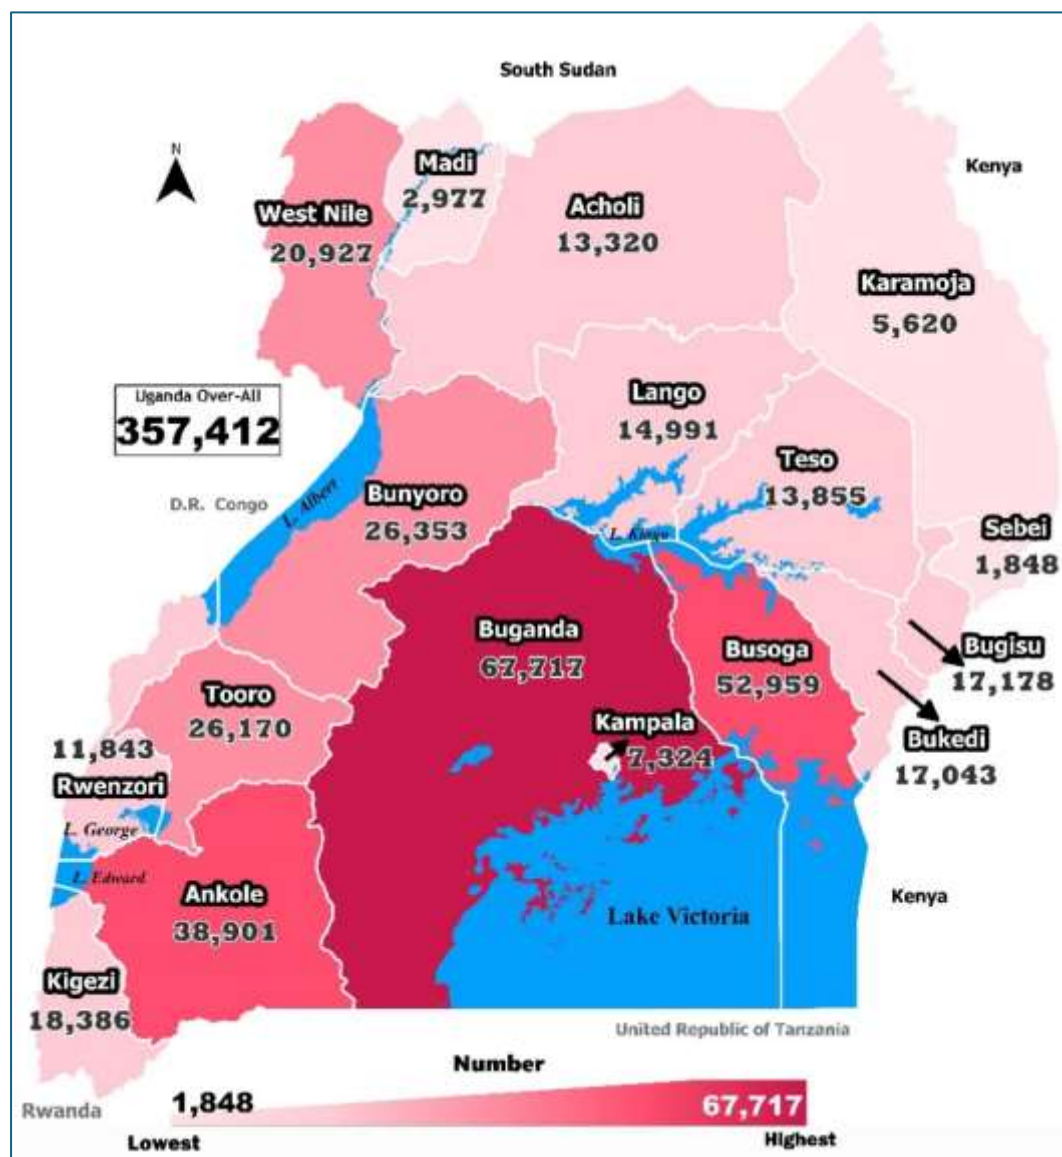 South Sudan
N
Madi
2,977
Kenya
West Nile
20,927
Acholi
13,320
Karamoja
5,620
Uganda Over-All
357,412
Lango
14,991
Teso
13,855
D.R. Congo
L. Albert
Bunyoro
26,353
L. Kioga
Sebei
1,848
Buganda
67,717
Busoga
52,959
Bugisu
17,178
Tooro
26,170
Kampala
7,324
Bukedi
17,043
11,843
Rwenzori
L. George
L. Edward
Ankole
38,901
Kenya
Lake Victoria
Kigezi
18,386
United Republic of Tanzania
Number
Rwanda
1,848
67,717
Lowest
Highest